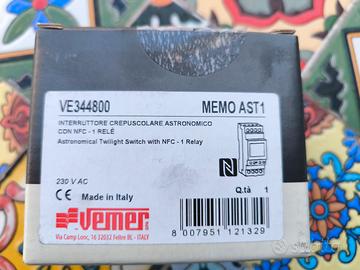 VE344800 MEMO AST1
INTERRUTTORE CREPUSCOLARE ASTRONOMICO
CON NFC - 1 RELÈ
Astronomical Twilight Switch with NFC - 1 Relay
230 V AC
Q.tà 1
CE Made in Italy
Vemer
Via Camp Lonc, 16 32032 Feltre BL - ITALY
8 007951 121329